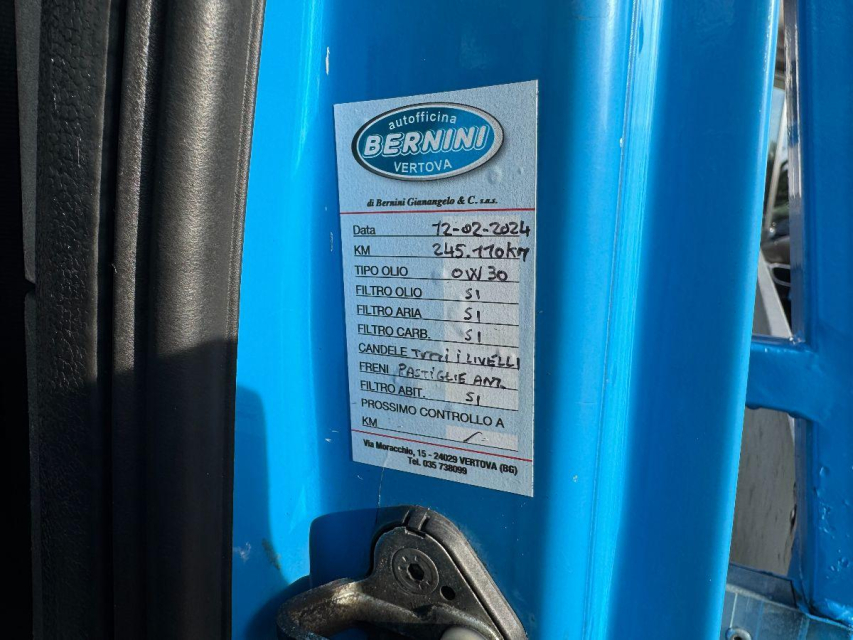 autofficina
BERNINI
VERTOVA
di Bernini Gianangelo & C. s.a.s.
Data 12-02-2024
KM 245.110 KM
TIPO OLIO 0W30
FILTRO OLIO SI
FILTRO ARIA SI
FILTRO CARB. SI
CANDELE TUTTI i LIVELLI
FRENI PASTIGLIE ANT.
FILTRO ABIT. SI
PROSSIMO CONTROLLO A
KM /
Via Moracchio, 15 - 24029 VERTOVA (BG)
Tel. 035 738099